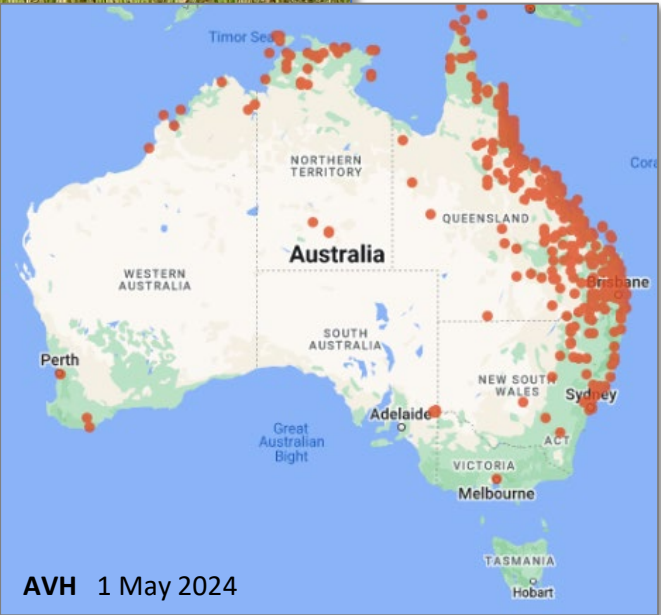 Timor Sea
Cora
NORTHERN
TERRITORY
QUEENSLAND
Australia
WESTERN
AUSTRALIA
Brisbane
SOUTH
AUSTRALIA
Perth
NEW SOUTH
WALES
Sydney
Adelaide
Great
Australian
Bight
ACT
VICTORIA
Melbourne
TASMANIA
Hobart
AVH 1 May 2024